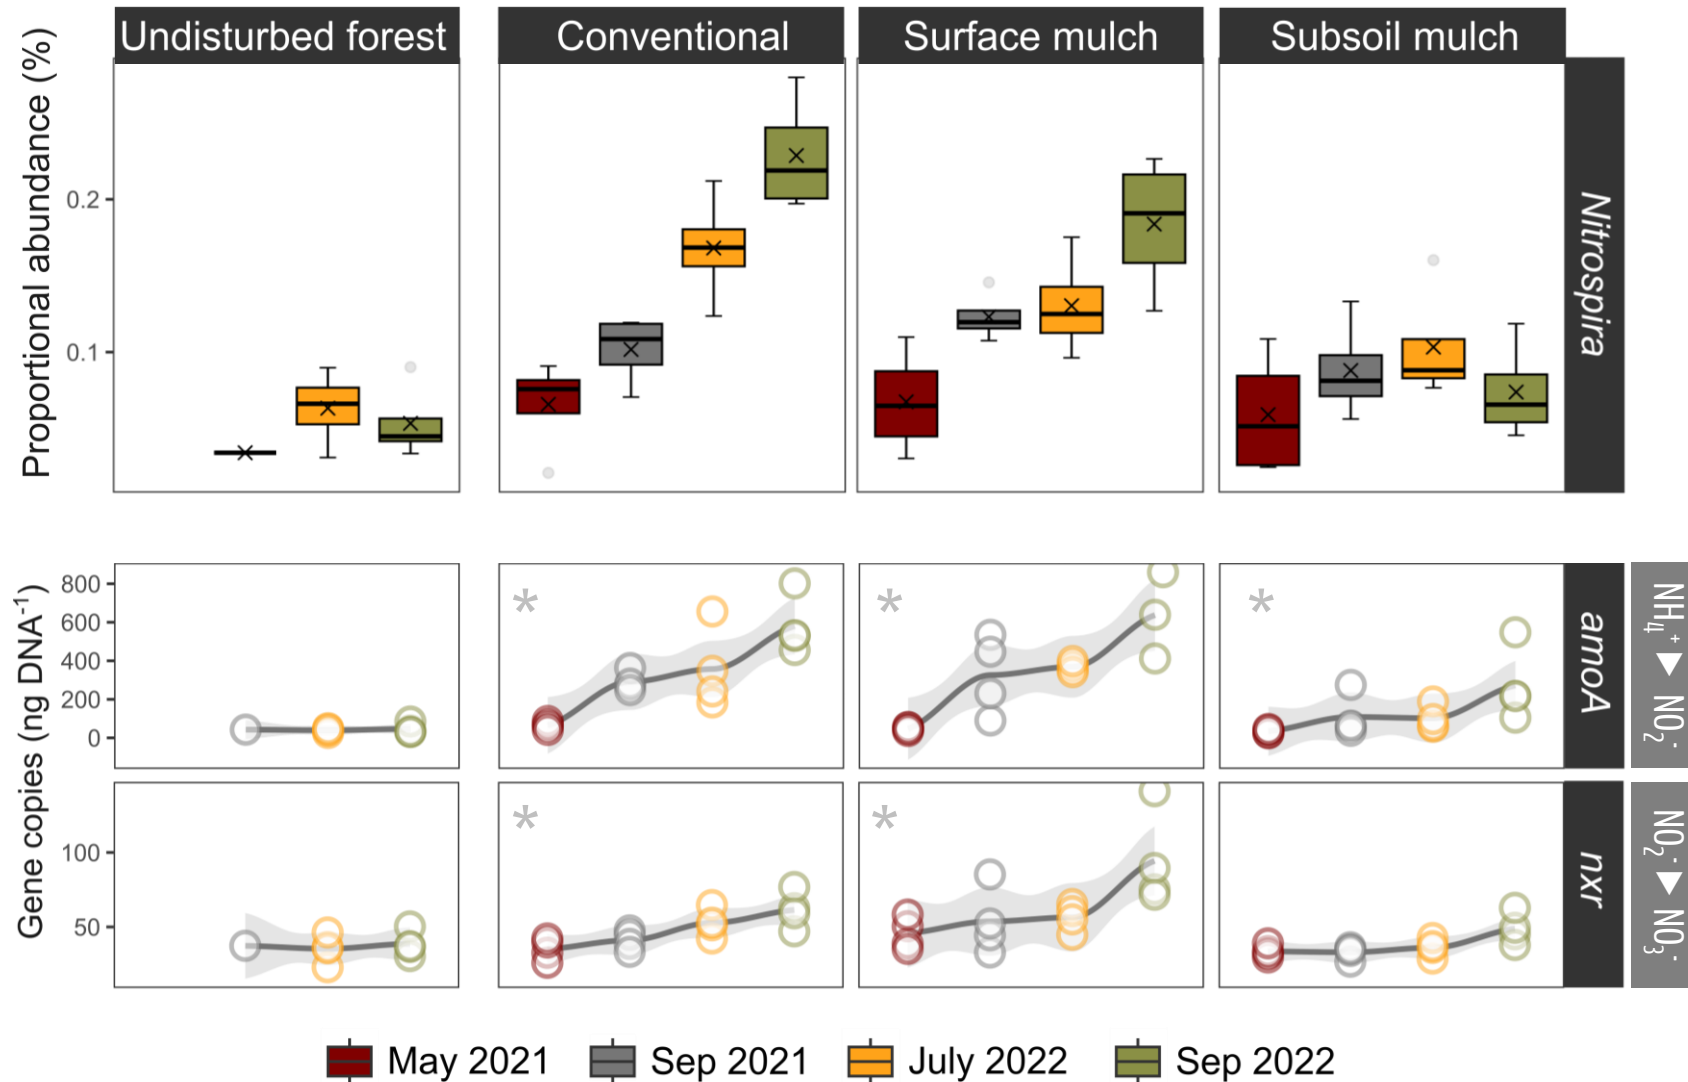 Undisturbed forest
Conventional
Surface mulch
Subsoil mulch
Proportional abundance (%)
0.2
0.1
Nitrospira
Gene copies (ng DNA⁻¹)
800
600
400
200
0
*
*
*
amoA
NH₄⁺ ▶ NO₂⁻
100
50
*
*
nxr
NO₂⁻ ▶ NO₃⁻
May 2021
Sep 2021
July 2022
Sep 2022